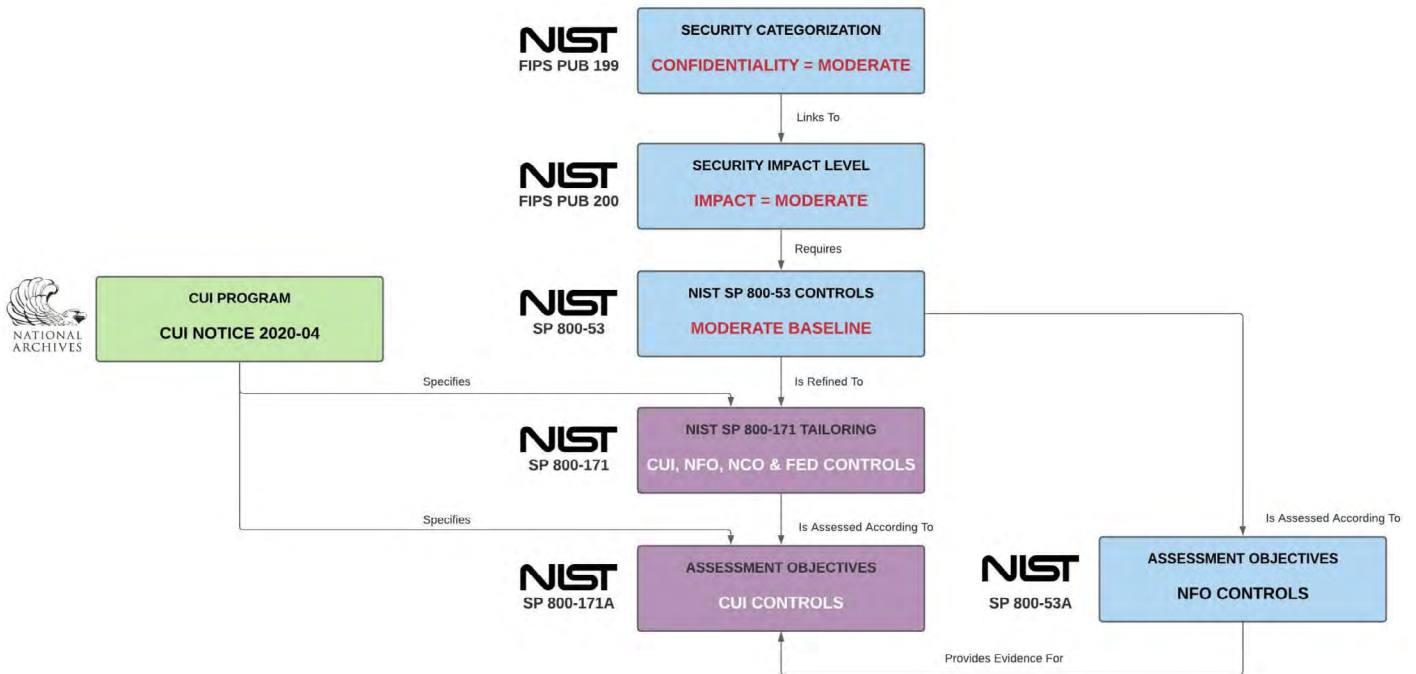 NIST
FIPS PUB 199
SECURITY CATEGORIZATION
CONFIDENTIALITY = MODERATE
Links To
NIST
FIPS PUB 200
SECURITY IMPACT LEVEL
IMPACT = MODERATE
Requires
NATIONAL
ARCHIVES
CUI PROGRAM
CUI NOTICE 2020-04
NIST
SP 800-53
NIST SP 800-53 CONTROLS
MODERATE BASELINE
Specifies
Is Refined To
NIST
SP 800-171
NIST SP 800-171 TAILORING
CUI, NFO, NCO & FED CONTROLS
Specifies
Is Assessed According To
Is Assessed According To
NIST
SP 800-171A
ASSESSMENT OBJECTIVES
CUI CONTROLS
NIST
SP 800-53A
ASSESSMENT OBJECTIVES
NFO CONTROLS
Provides Evidence For